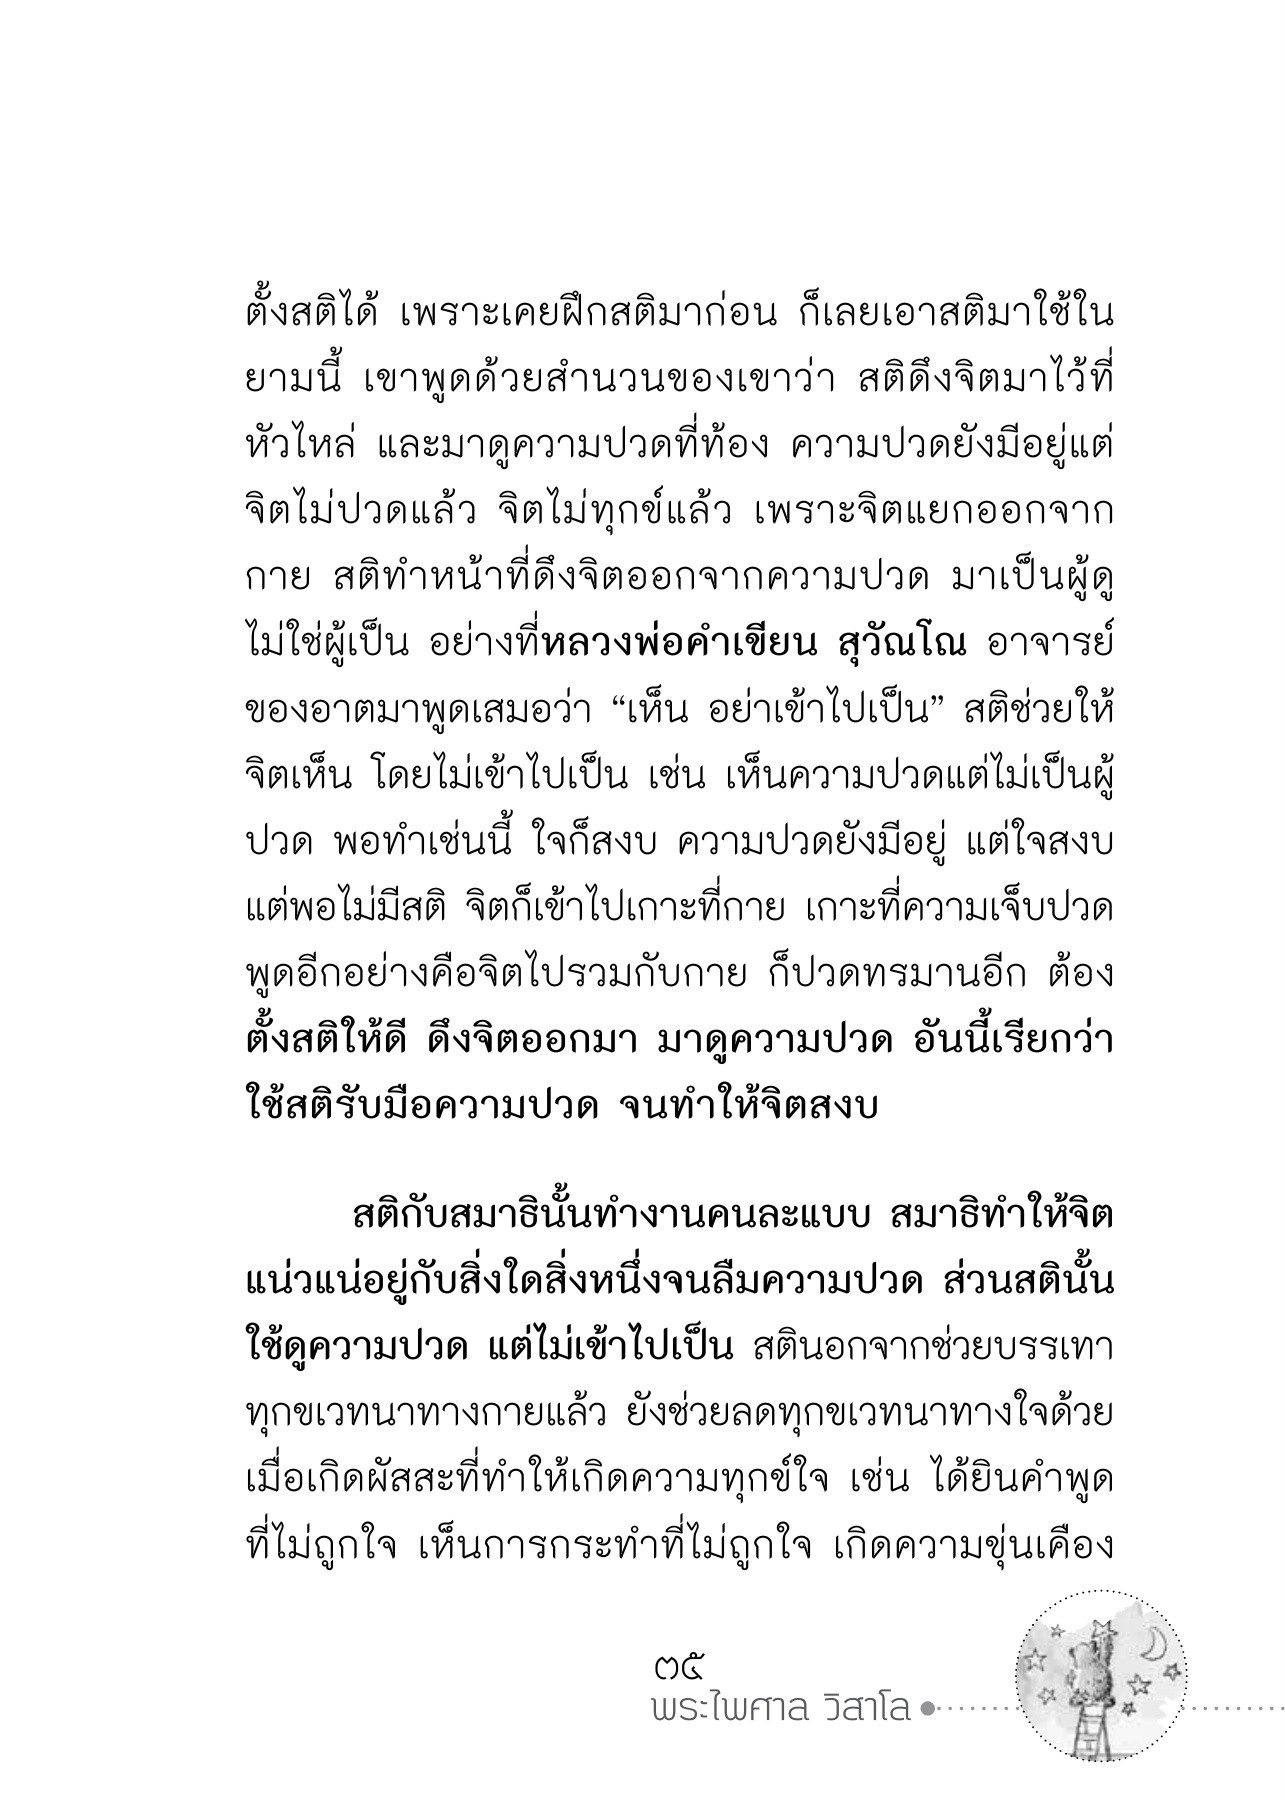 ตั้งสติได้ เพราะเคยฝึกสติมาก่อน ก็เลยเอาสติมาใช้ใน
ยามนี้ เขาพูดด้วยสำนวนของเขาว่า สติดึงจิตมาไว้ที่
หัวไหล่ และมาดูความปวดที่ท้อง ความปวดยังมีอยู่แต่
จิตไม่ปวดแล้ว จิตไม่ทุกข์แล้ว เพราะจิตแยกออกจาก
กาย สติทำหน้าที่ดึงจิตออกจากความปวด มาเป็นผู้ดู
ไม่ใช่ผู้เป็น อย่างที่หลวงพ่อคำเขียน สุวัณโณ อาจารย์
ของอาตมาพูดเสมอว่า “เห็น อย่าเข้าไปเป็น” สติช่วยให้
จิตเห็น โดยไม่เข้าไปเป็น เช่น เห็นความปวดแต่ไม่เป็นผู้
ปวด พอทำเช่นนี้ ใจก็สงบ ความปวดยังมีอยู่ แต่ใจสงบ
แต่พอไม่มีสติ จิตก็เข้าไปเกาะที่กาย เกาะที่ความเจ็บปวด
พูดอีกอย่างคือจิตไปรวมกับกาย ก็ปวดทรมานอีก ต้อง
ตั้งสติให้ดี ดึงจิตออกมา มาดูความปวด อันนี้เรียกว่า
ใช้สติรับมือความปวด จนทำให้จิตสงบ
สติกับสมาธินั้นทำงานคนละแบบ สมาธิทำให้จิต
แน่วแน่อยู่กับสิ่งใดสิ่งหนึ่งจนลืมความปวด ส่วนสตินั้น
ใช้ดูความปวด แต่ไม่เข้าไปเป็น สตินอกจากช่วยบรรเทา
ทุกขเวทนาทางกายแล้ว ยังช่วยลดทุกขเวทนาทางใจด้วย
เมื่อเกิดผัสสะที่ทำให้เกิดความทุกข์ใจ เช่น ได้ยินคำพูด
ที่ไม่ถูกใจ เห็นการกระทำที่ไม่ถูกใจ เกิดความขุ่นเคือง
๓๕
พระไพศาล วิสาโล